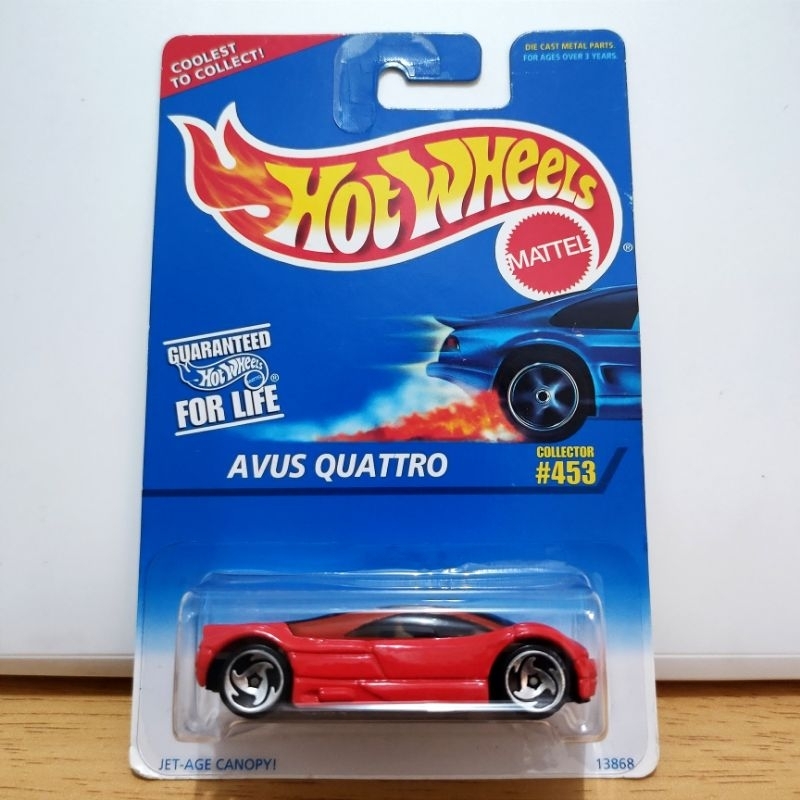 COOLEST
TO COLLECT!
DIE CAST METAL PARTS.
FOR AGES OVER 3 YEARS.
HOT WHEELS
MATTEL
®
GUARANTEED
HOT WHEELS
MATTEL
®
FOR LIFE
AVUS QUATTRO
COLLECTOR
#453
JET-AGE CANOPY!
13868